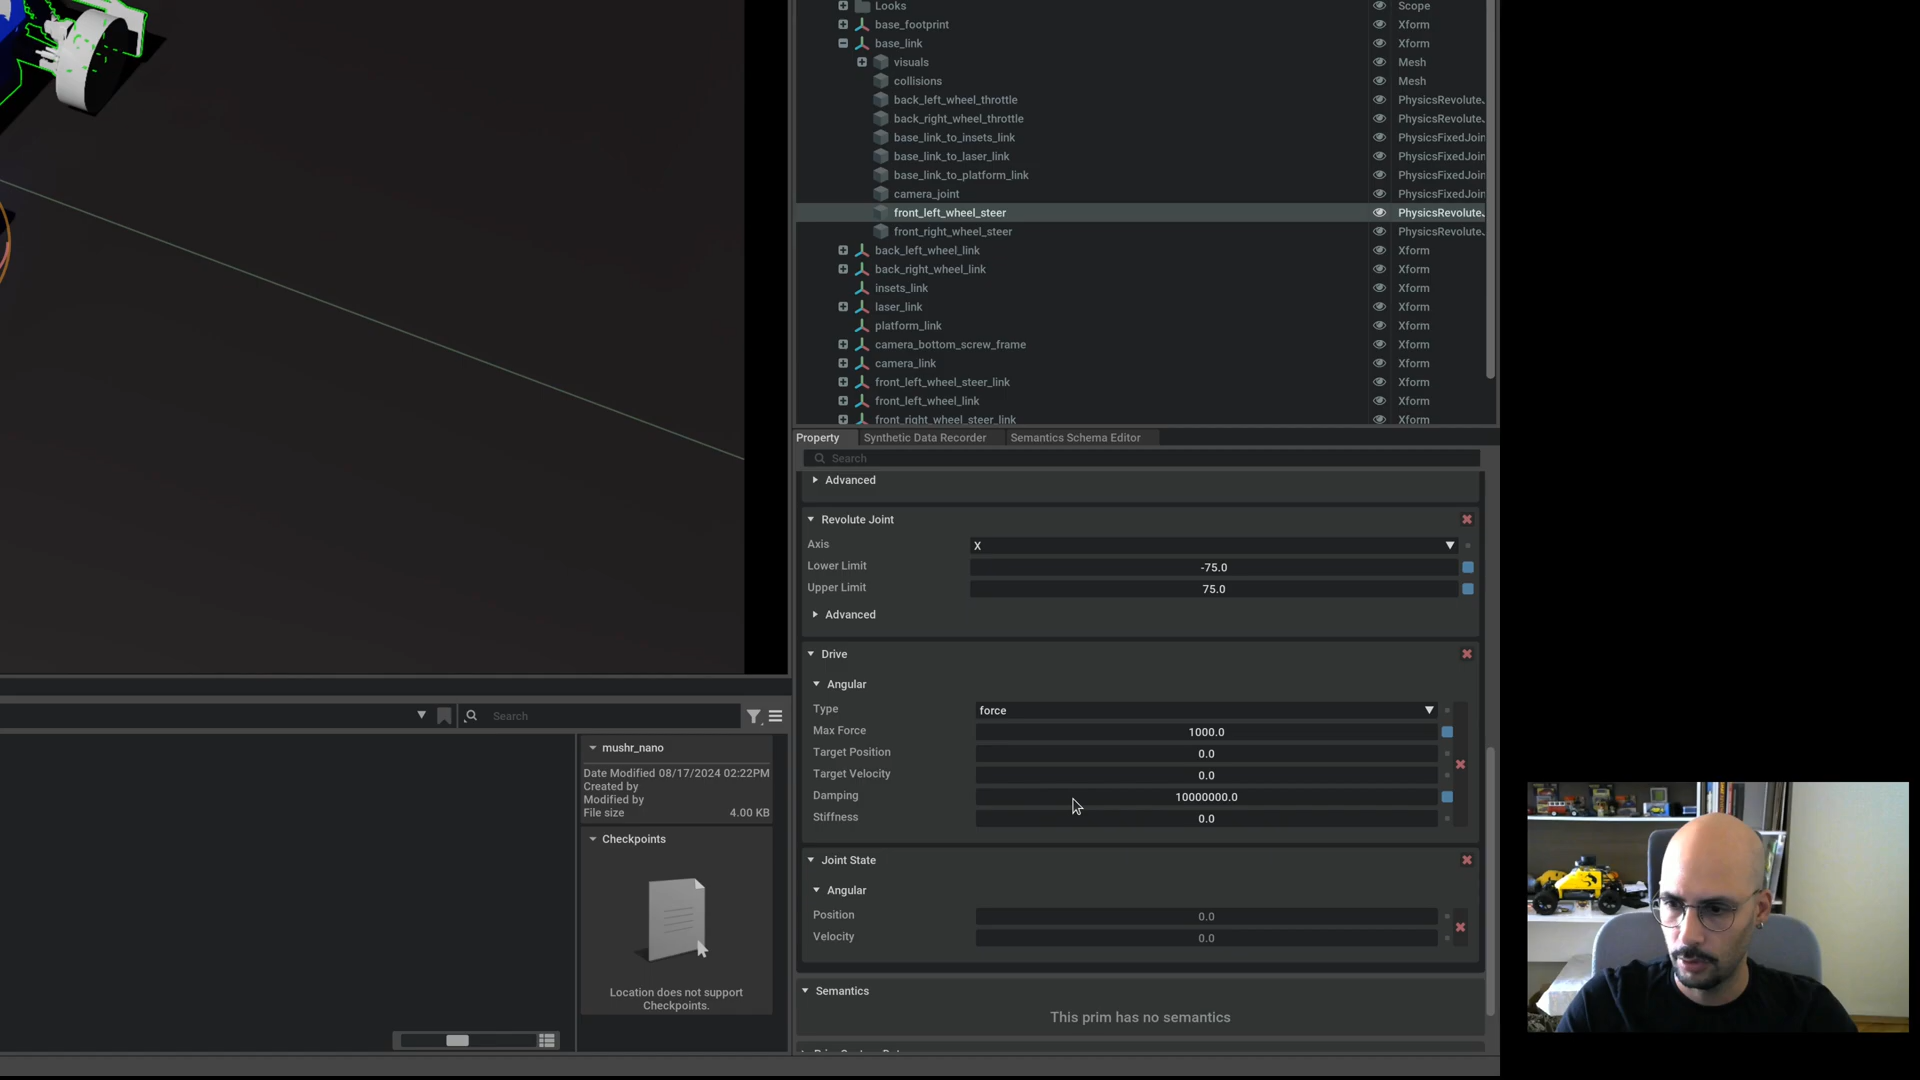 Looks Scope
base_footprint Xform
base_link Xform
visuals Mesh
collisions Mesh
back_left_wheel_throttle PhysicsRevolute.
back_right_wheel_throttle PhysicsRevolute.
base_link_to_insets_link PhysicsFixedJoin
base_link_to_laser_link PhysicsFixedJoin
base_link_to_platform_link PhysicsFixedJoin
camera_joint PhysicsFixedJoin
front_left_wheel_steer PhysicsRevolute.
front_right_wheel_steer PhysicsRevolute.
back_left_wheel_link Xform
back_right_wheel_link Xform
insets_link Xform
laser_link Xform
platform_link Xform
camera_bottom_screw_frame Xform
camera_link Xform
front_left_wheel_steer_link Xform
front_left_wheel_link Xform
front_right_wheel_steer_link Xform
Property Synthetic Data Recorder Semantics Schema Editor
Search
Advanced
Revolute Joint
Axis X
Lower Limit -75.0
Upper Limit 75.0
Advanced
Drive
Angular
Type force
Max Force 1000.0
Target Position 0.0
Target Velocity 0.0
Damping 10000000.0
Stiffness 0.0
Joint State
Angular
Position 0.0
Velocity 0.0
Semantics
This prim has no semantics
Search
mushr_nano
Date Modified 08/17/2024 02:22PM
Created by
Modified by
File size 4.00 KB
Checkpoints
Location does not support
Checkpoints.